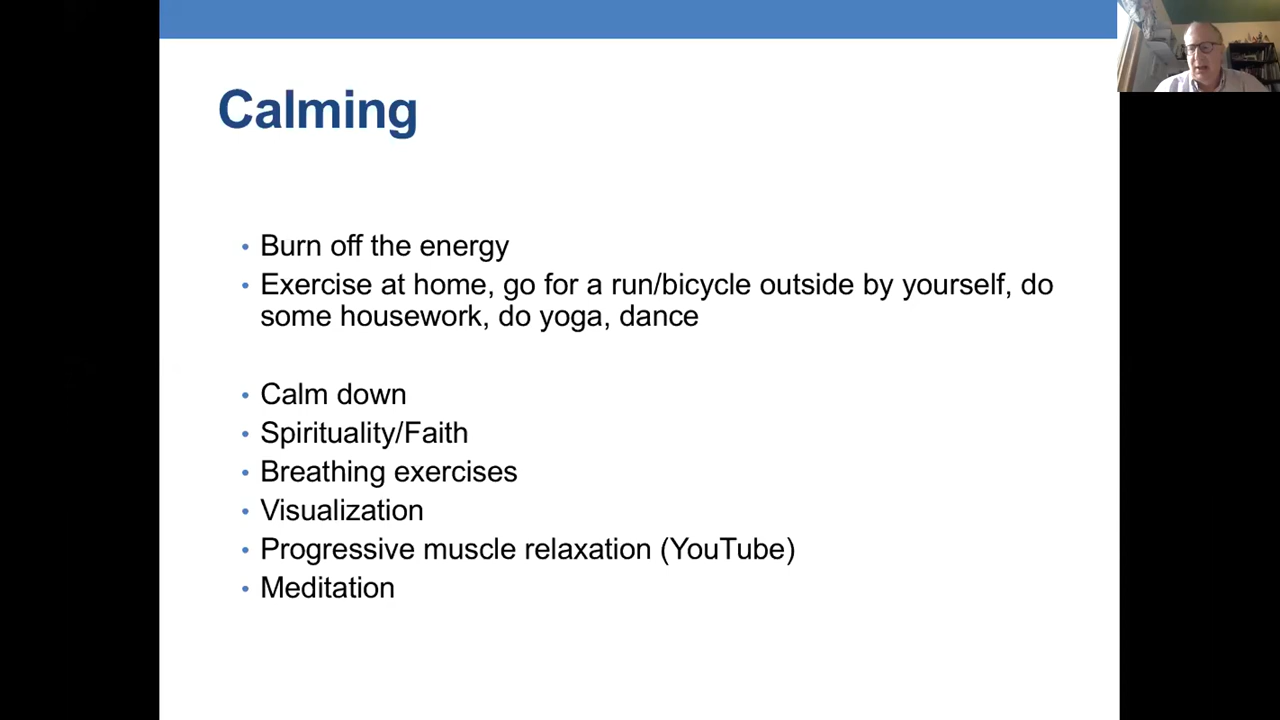 Calming
• Burn off the energy
• Exercise at home, go for a run/bicycle outside by yourself, do
some housework, do yoga, dance
• Calm down
• Spirituality/Faith
• Breathing exercises
• Visualization
• Progressive muscle relaxation (YouTube)
• Meditation